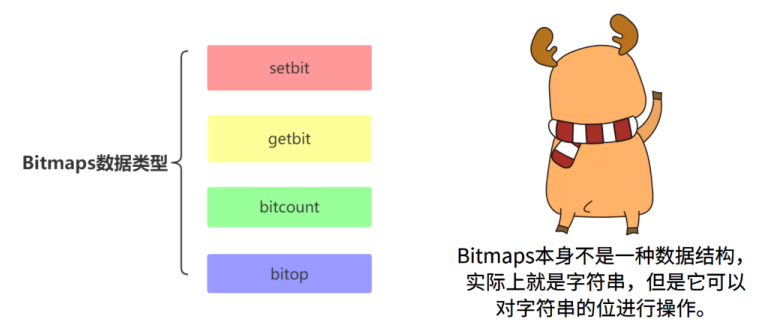 Bitmaps数据类型
setbit
getbit
bitcount
bitop
Bitmaps本身不是一种数据结构，
实际上就是字符串，但是它可以
对字符串的位进行操作。